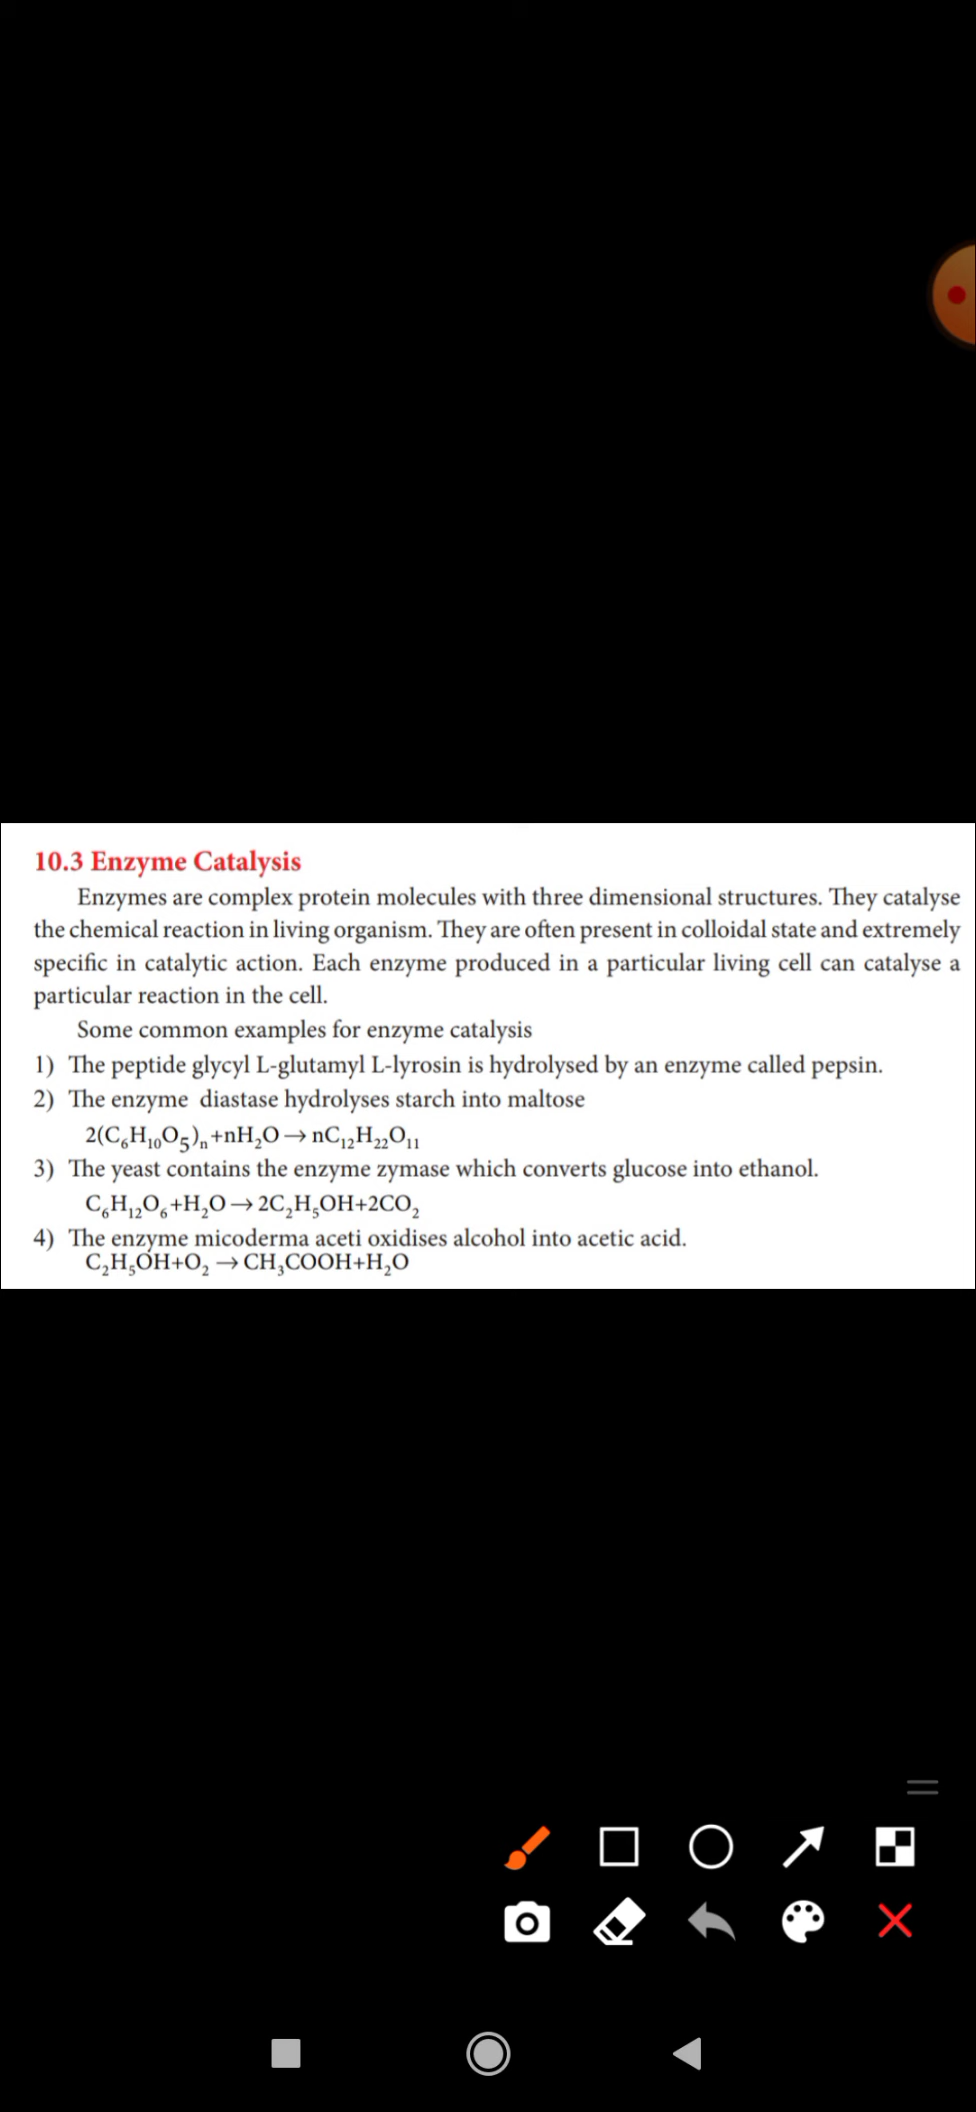 10.3 Enzyme Catalysis
Enzymes are complex protein molecules with three dimensional structures. They catalyse
the chemical reaction in living organism. They are often present in colloidal state and extremely
specific in catalytic action. Each enzyme produced in a particular living cell can catalyse a
particular reaction in the cell.
Some common examples for enzyme catalysis
1) The peptide glycyl L-glutamyl L-lyrosin is hydrolysed by an enzyme called pepsin.
2) The enzyme diastase hydrolyses starch into maltose
2(C₆H₁₀O₅)ₙ+nH₂O→nC₁₂H₂₂O₁₁
3) The yeast contains the enzyme zymase which converts glucose into ethanol.
C₆H₁₂O₆+H₂O→2C₂H₅OH+2CO₂
4) The enzyme micoderma aceti oxidises alcohol into acetic acid.
C₂H₅OH+O₂→CH₃COOH+H₂O